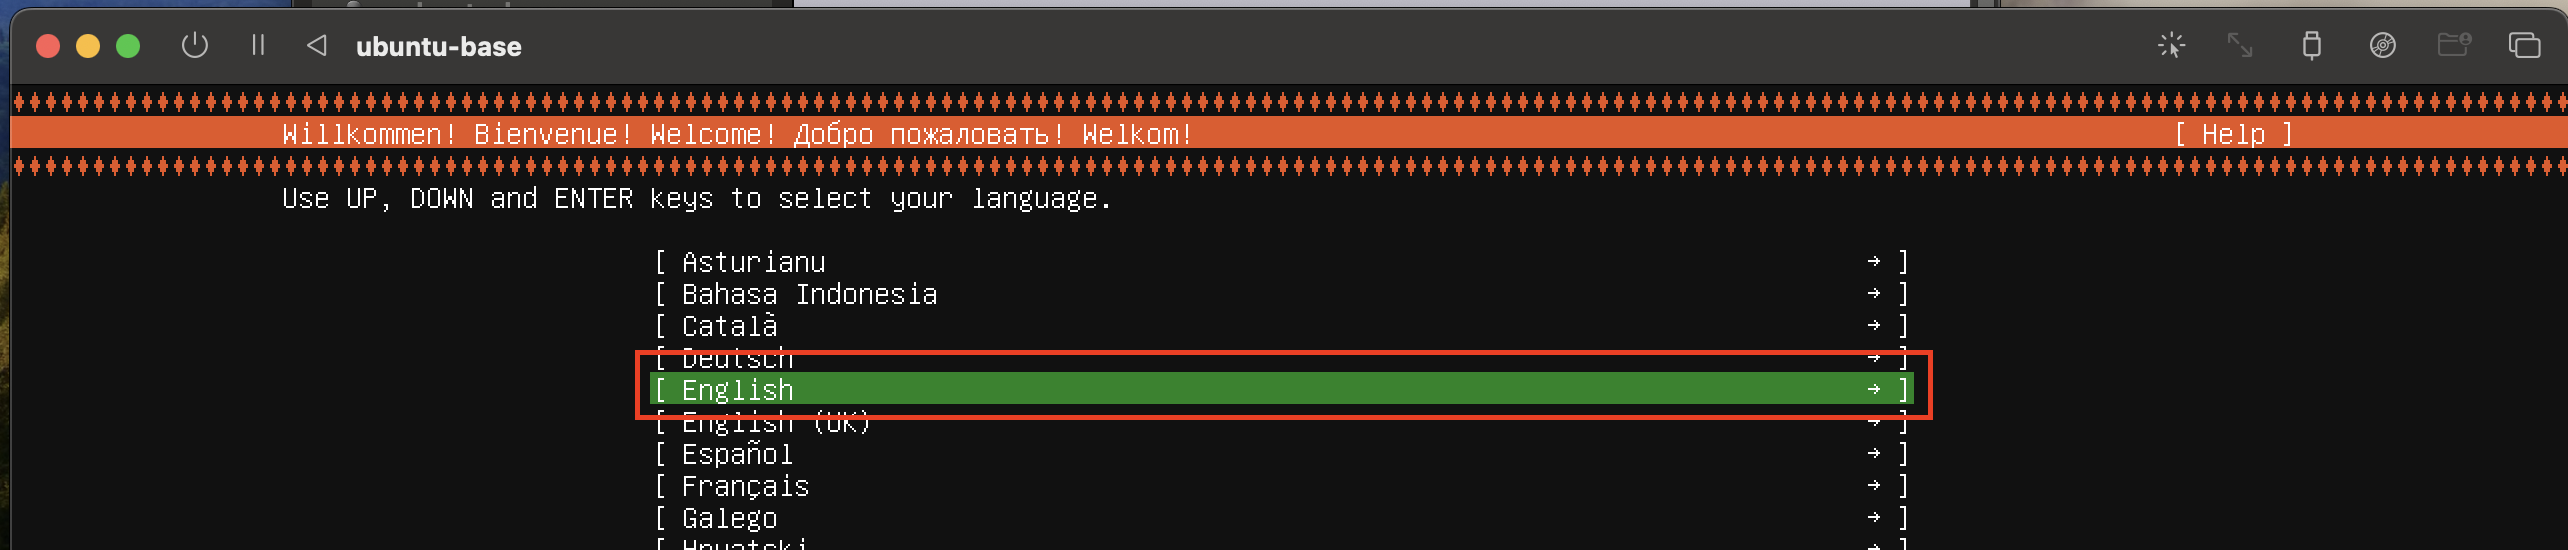 ubuntu-base
Willkommen! Bienvenue! Welcome! Добро пожаловать! Welkom! [ Help ]
Use UP, DOWN and ENTER keys to select your language.
[ Asturianu → ]
[ Bahasa Indonesia → ]
[ Català → ]
[ Deutsch → ]
[ English → ]
[ English (UK) → ]
[ Español → ]
[ Français → ]
[ Galego → ]
[ Hrvatski